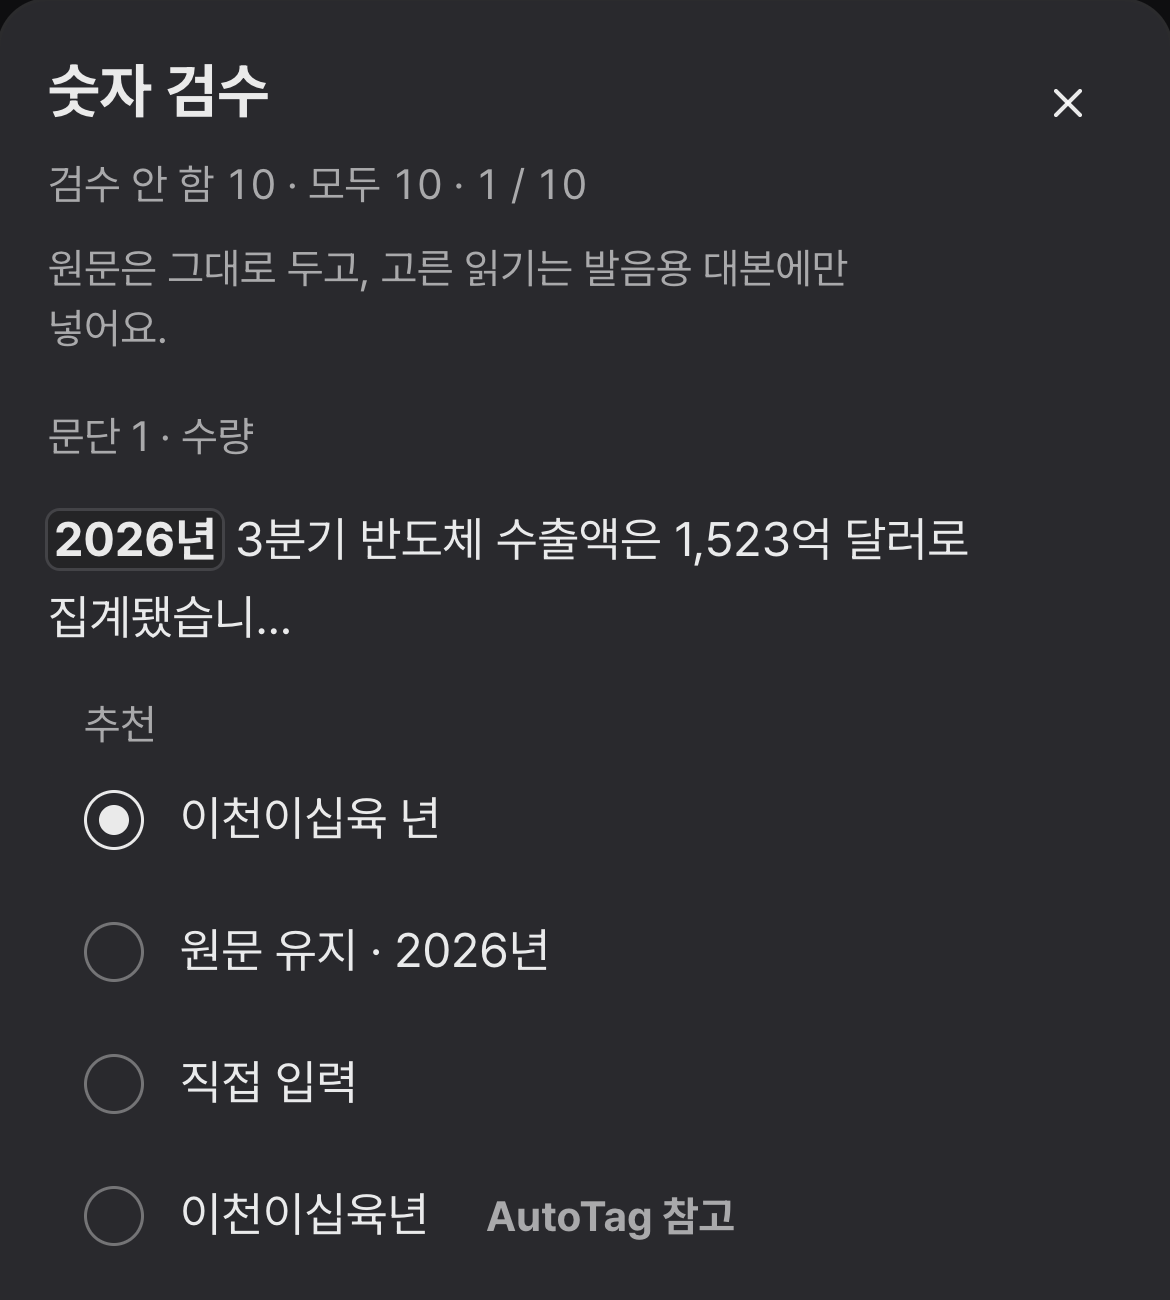 숫자 검수
검수 안 함 10 · 모두 10 · 1 / 10
원문은 그대로 두고, 고른 읽기는 발음용 대본에만
넣어요.
문단 1 · 수량
2026년 3분기 반도체 수출액은 1,523억 달러로
집계됐습니...
추천
이천이십육 년
원문 유지 · 2026년
직접 입력
이천이십육년 AutoTag 참고